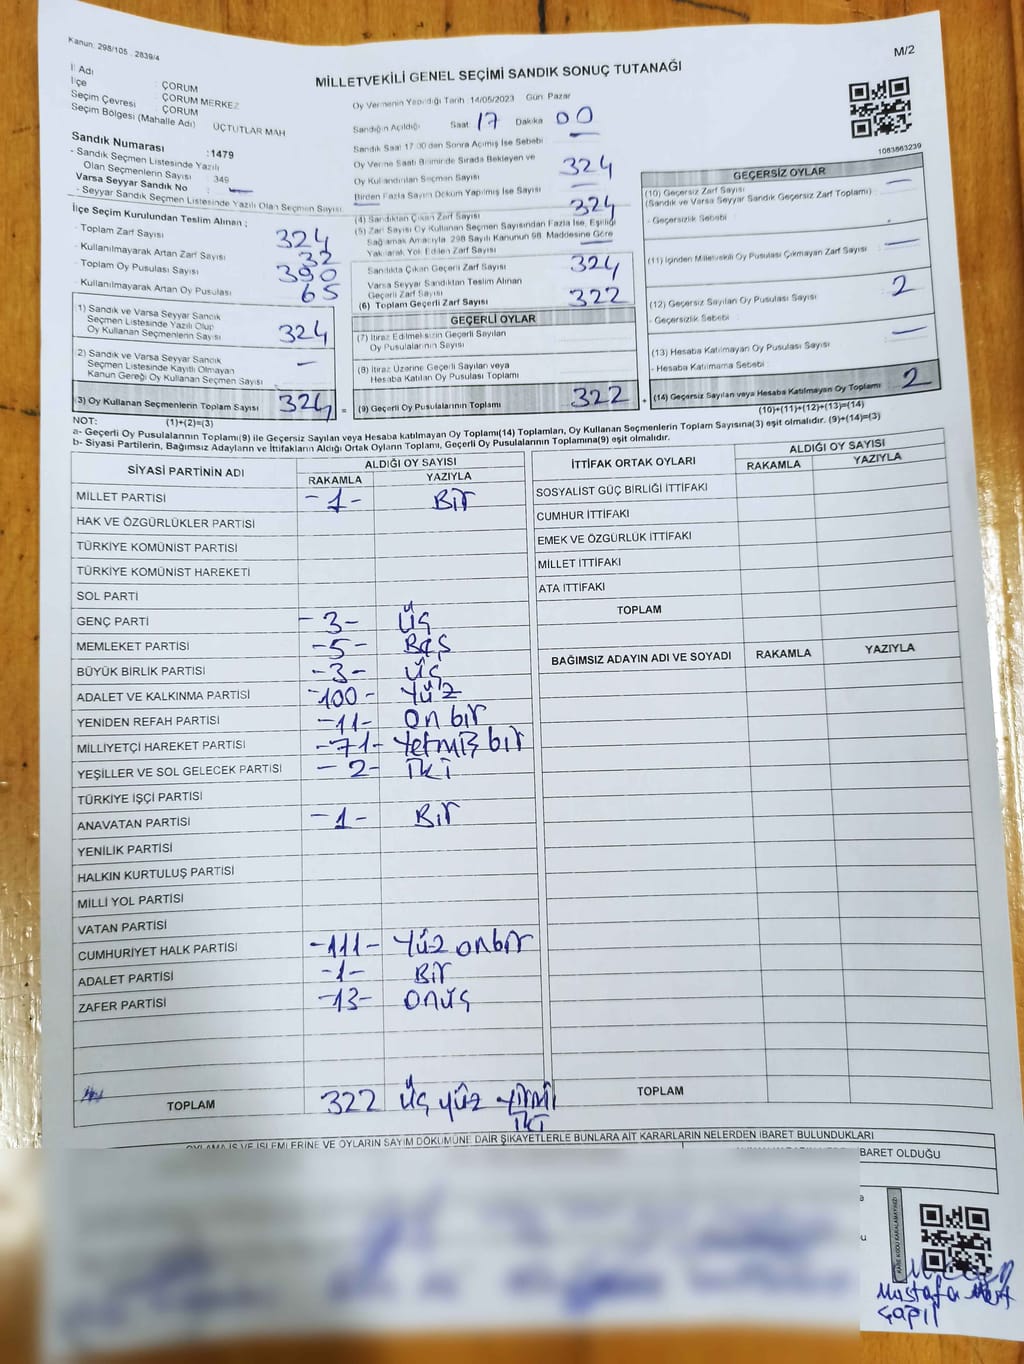 Kanun: 298/105 2839/4
M/2
MİLLETVEKİLİ GENEL SEÇİMİ SANDIK SONUÇ TUTANAĞI
İl Adı : ÇORUM
İlçe : ÇORUM MERKEZ
Seçim Çevresi : ÇORUM
Seçim Bölgesi (Mahalle Adı) ÜÇTUTLAR MAH
Sandık Numarası : 1479
- Sandık Seçmen Listesinde Yazılı
Olan Seçmenlerin Sayısı 349
Varsa Seyyar Sandık No —
- Seyyar Sandık Seçmen Listesinde Yazılı Olan Seçmen Sayısı
Oy Vermenin Yapıldığı Tarih 14/05/2023 Gün: Pazar
Sandığın Açıldığı Saat 17 Dakika 00
Sandık Saat 17:00'den Sonra Açılmış İse Sebebi —
Oy Verme Saati Bitiminde Sırada Bekleyen ve
Oy Kullandırılan Seçmen Sayısı 324
Birden Fazla Sayım Döküm Yapılmış İse Sayısı —
1083863239
İlçe Seçim Kurulundan Teslim Alınan ;
- Toplam Zarf Sayısı 324
- Kullanılmayarak Artan Zarf Sayısı 32
- Toplam Oy Pusulası Sayısı 390
- Kullanılmayarak Artan Oy Pusulası 65
(4) Sandıktan Çıkan Zarf Sayısı 324
(5) Zarf Sayısı Oy Kullanan Seçmen Sayısından Fazla İse, Eşitliği
Sağlamak Amacıyla, 298 Sayılı Kanunun 98. Maddesine Göre
Yakılarak Yok Edilen Zarf Sayısı —
Sandıkta Çıkan Geçerli Zarf Sayısı 324
Varsa Seyyar Sandıktan Teslim Alınan
Geçerli Zarf Sayısı
(6) Toplam Geçerli Zarf Sayısı 322
GEÇERSİZ OYLAR
(10) Geçersiz Zarf Sayısı —
(Sandık ve Varsa Seyyar Sandık Geçersiz Zarf Toplamı)
- Geçersizlik Sebebi
(11) İçinden Milletvekili Oy Pusulası Çıkmayan Zarf Sayısı —
(12) Geçersiz Sayılan Oy Pusulası Sayısı 2
- Geçersizlik Sebebi
(13) Hesaba Katılmayan Oy Pusulası Sayısı —
- Hesaba Katılmama Sebebi
(14) Geçersiz Sayılan veya Hesaba Katılmayan Oy Toplamı 2
(10)+(11)+(12)+(13)=(14)
1) Sandık ve Varsa Seyyar Sandık
Seçmen Listesinde Yazılı Olup
Oy Kullanan Seçmenlerin Sayısı 324
2) Sandık ve Varsa Seyyar Sandık
Seçmen Listesinde Kayıtlı Olmayan
Kanun Gereği Oy Kullanan Seçmen Sayısı —
3) Oy Kullanan Seçmenlerin Toplam Sayısı 324 =
(1)+(2)=(3)
GEÇERLİ OYLAR
(7) İtiraz Edilmeksizin Geçerli Sayılan
Oy Pusulalarının Sayısı
(8) İtiraz Üzerine Geçerli Sayılan veya
Hesaba Katılan Oy Pusulası Toplamı
(9) Geçerli Oy Pusulalarının Toplamı 322 +
NOT:
a- Geçerli Oy Pusulasının Toplamı(9) ile Geçersiz Sayılan veya Hesaba katılmayan Oy Toplamı(14) Toplamları, Oy Kullanan Seçmenlerin Toplam Sayısına(3) eşit olmalıdır. (9)+(14)=(3)
b- Siyasi Partilerin, Bağımsız Adayların ve İttifakların Aldığı Ortak Oyların Toplamı, Geçerli Oy Pusulalarının Toplamına(9) eşit olmalıdır.
SİYASİ PARTİNİN ADI ALDIĞI OY SAYISI
RAKAMLA YAZIYLA
MİLLET PARTİSİ -1- Bir
HAK VE ÖZGÜRLÜKLER PARTİSİ
TÜRKİYE KOMÜNİST PARTİSİ
TÜRKİYE KOMÜNİST HAREKETİ
SOL PARTİ
GENÇ PARTİ -3- Üç
MEMLEKET PARTİSİ -5- Beş
BÜYÜK BİRLİK PARTİSİ -3- Üç
ADALET VE KALKINMA PARTİSİ -100- Yüz
YENİDEN REFAH PARTİSİ -11- On bir
MİLLİYETÇİ HAREKET PARTİSİ -71- Yetmiş bir
YEŞİLLER VE SOL GELECEK PARTİSİ -2- İki
TÜRKİYE İŞÇİ PARTİSİ
ANAVATAN PARTİSİ -1- Bir
YENİLİK PARTİSİ
HALKIN KURTULUŞ PARTİSİ
MİLLİ YOL PARTİSİ
VATAN PARTİSİ
CUMHURİYET HALK PARTİSİ -111- Yüz onbir
ADALET PARTİSİ -1- Bir
ZAFER PARTİSİ -13- Onüç
TOPLAM 322 Üç yüz yirmi iki
İTTİFAK ORTAK OYLARI ALDIĞI OY SAYISI
RAKAMLA YAZIYLA
SOSYALİST GÜÇ BİRLİĞİ İTTİFAKI
CUMHUR İTTİFAKI
EMEK VE ÖZGÜRLÜK İTTİFAKI
MİLLET İTTİFAKI
ATA İTTİFAKI
TOPLAM
BAĞIMSIZ ADAYIN ADI VE SOYADI RAKAMLA YAZIYLA
TOPLAM
OYLAMA İŞ VE İŞLEMLERİNE VE OYLARIN SAYIM DÖKÜMÜNE DAİR ŞİKAYETLERLE BUNLARA AİT KARARLARIN NELERDEN İBARET BULUNDUKLARI
BARET OLDUĞU
KARE KODU KARALAMAYINIZ!
Mustafa Mert
Çapıl